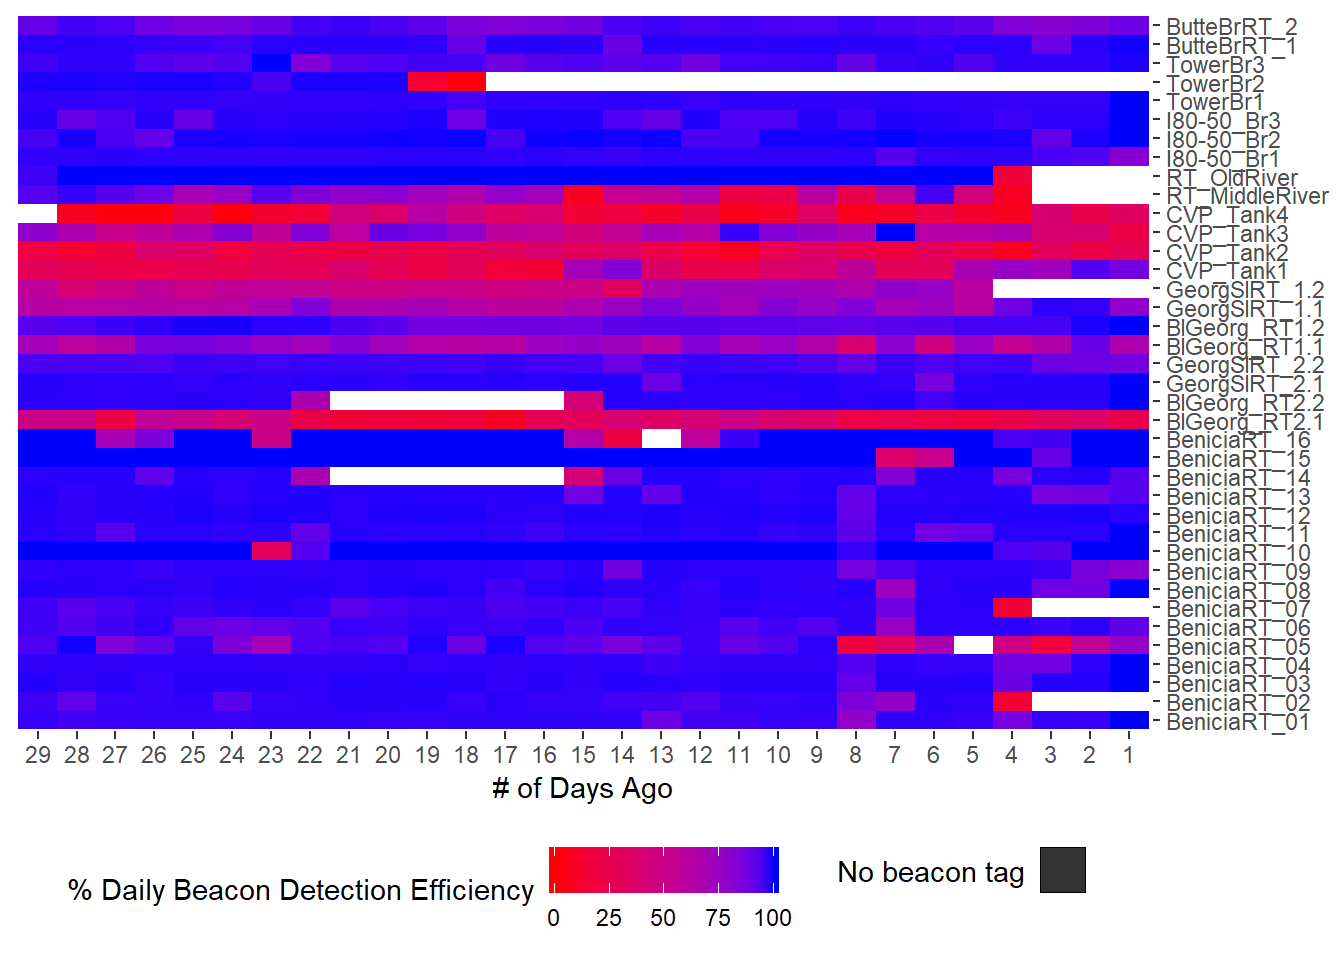 ButteBrRT_2
ButteBrRT_1
TowerBr3
TowerBr2
TowerBr1
I80-50_Br3
I80-50_Br2
I80-50_Br1
RT_OldRiver
RT_MiddleRiver
CVP_Tank4
CVP_Tank3
CVP_Tank2
CVP_Tank1
GeorgSlRT_1.2
GeorgSlRT_1.1
BlGeorg_RT1.2
BlGeorg_RT1.1
GeorgSlRT_2.2
GeorgSlRT_2.1
BlGeorg_RT2.2
BlGeorg_RT2.1
BeniciaRT_16
BeniciaRT_15
BeniciaRT_14
BeniciaRT_13
BeniciaRT_12
BeniciaRT_11
BeniciaRT_10
BeniciaRT_09
BeniciaRT_08
BeniciaRT_07
BeniciaRT_06
BeniciaRT_05
BeniciaRT_04
BeniciaRT_03
BeniciaRT_02
BeniciaRT_01
29 28 27 26 25 24 23 22 21 20 19 18 17 16 15 14 13 12 11 10 9 8 7 6 5 4 3 2 1
# of Days Ago
% Daily Beacon Detection Efficiency
0 25 50 75 100
No beacon tag